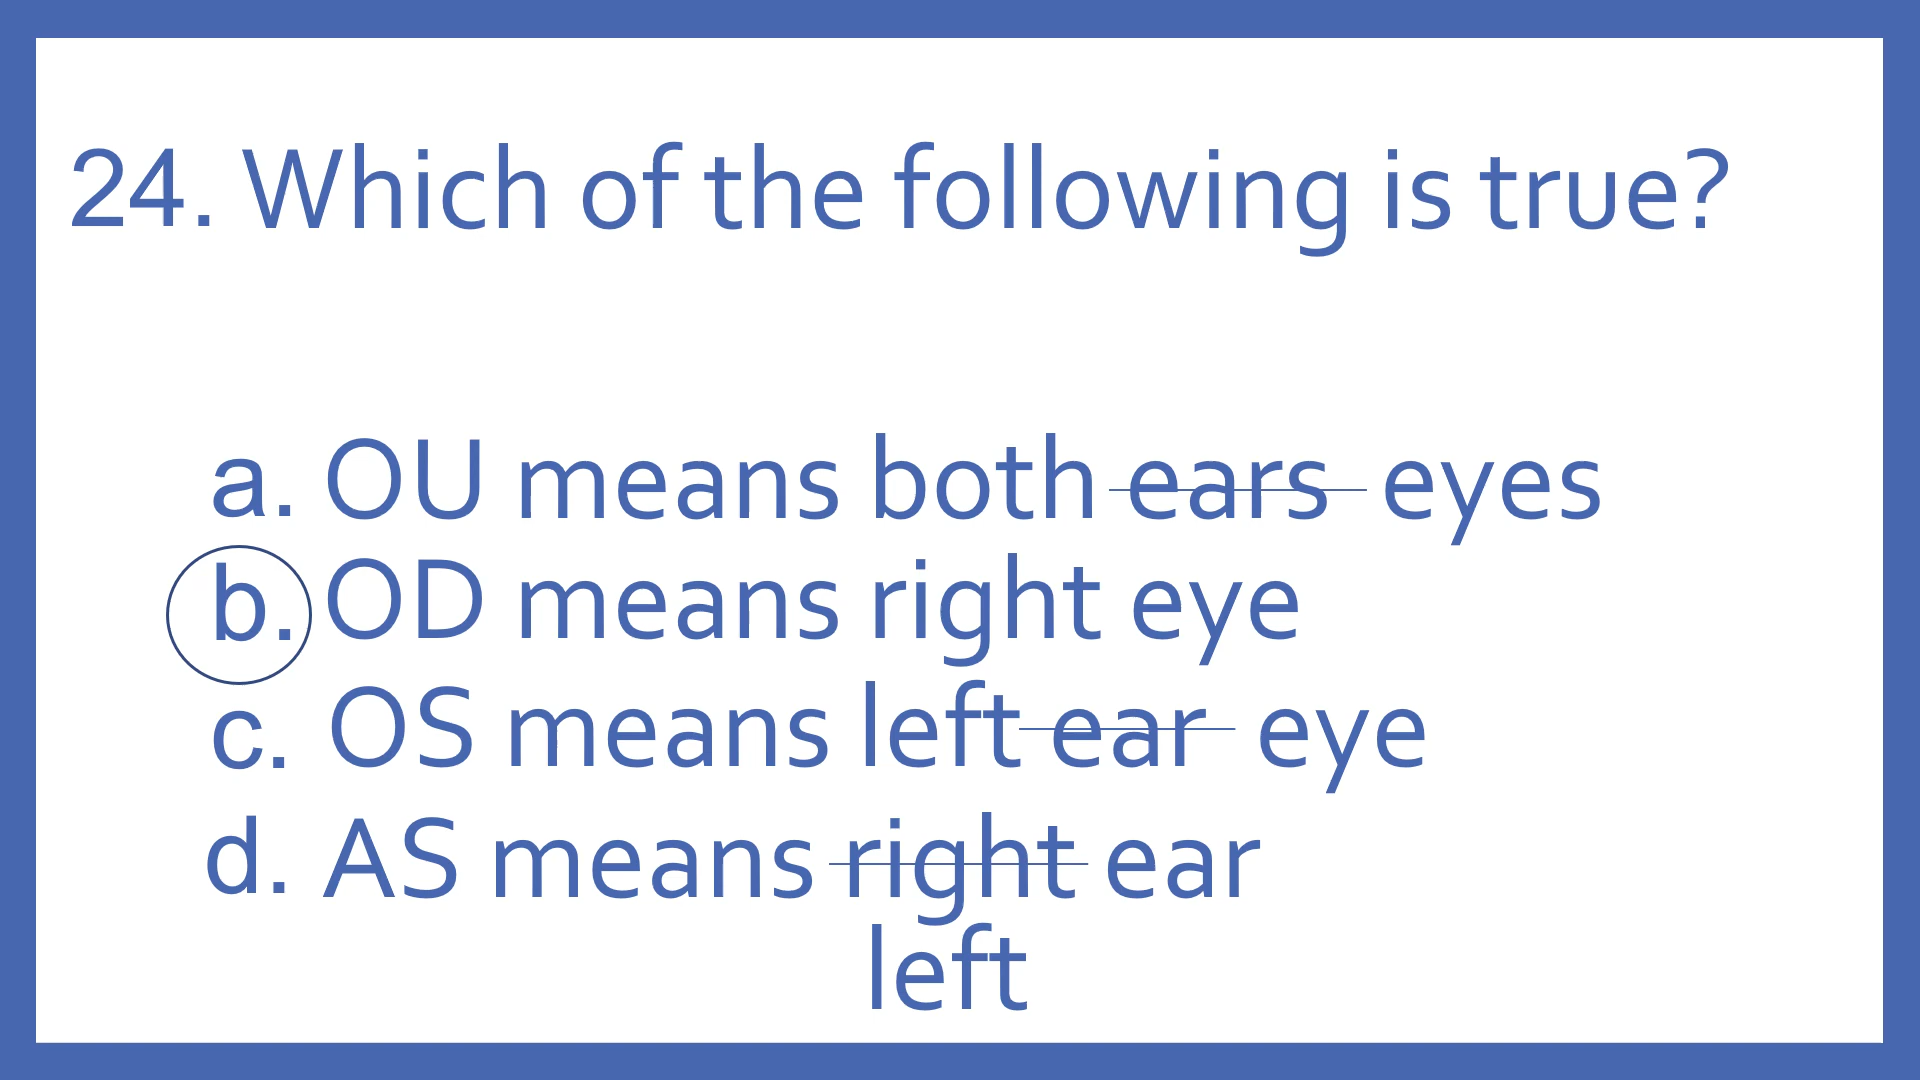 24. Which of the following is true?
a. OU means both ears eyes
b. OD means right eye
c. OS means left ear eye
d. AS means right ear
left